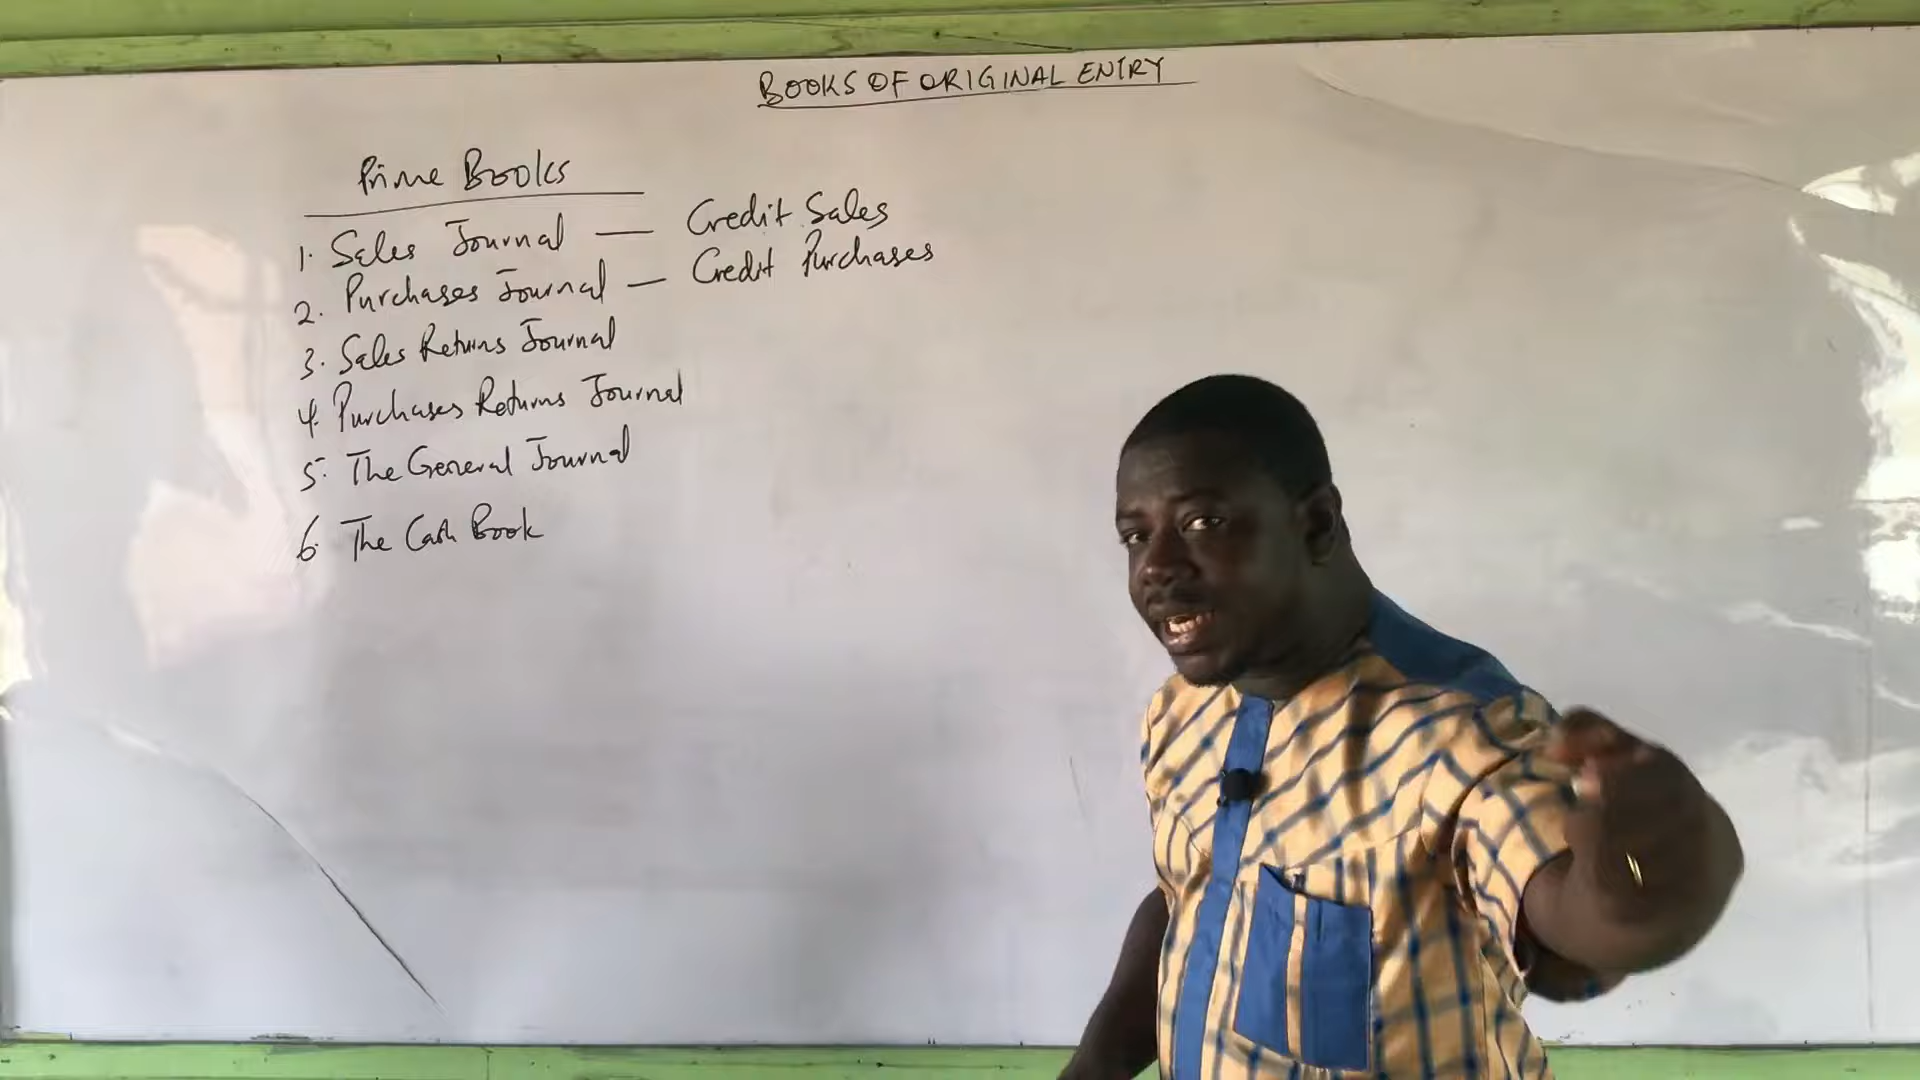 BOOKS OF ORIGINAL ENTRY
Prime Books
1. Sales Journal — Credit Sales
2. Purchases Journal — Credit Purchases
3. Sales Returns Journal
4. Purchases Returns Journal
5. The General Journal
6. The Cash Book